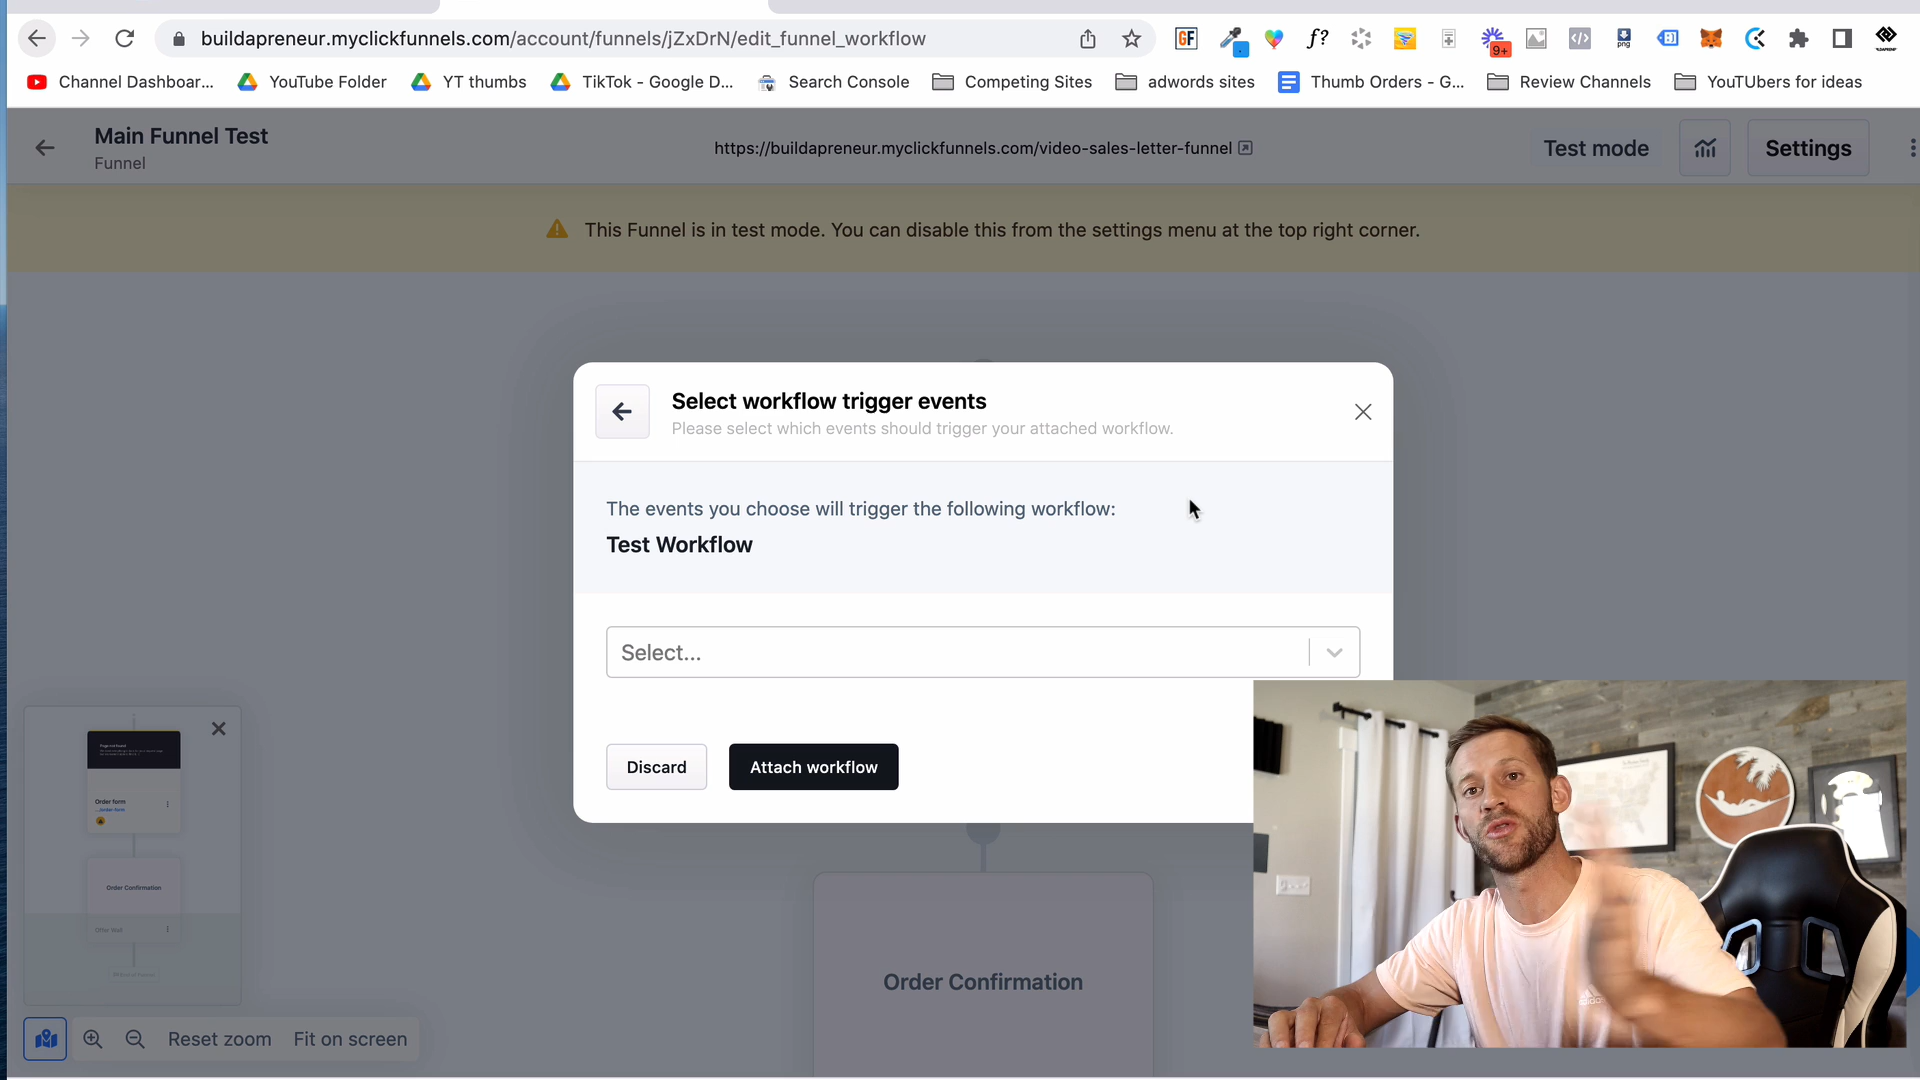 buildapreneur.myclickfunnels.com/account/funnels/jZxDrN/edit_funnel_workflow
GF
f?
9+
png
Channel Dashboar...
YouTube Folder
YT thumbs
TikTok - Google D...
Search Console
Competing Sites
adwords sites
Thumb Orders - G...
Review Channels
YouTUbers for ideas
Main Funnel Test
Funnel
https://buildapreneur.myclickfunnels.com/video-sales-letter-funnel
Test mode
Settings
This Funnel is in test mode. You can disable this from the settings menu at the top right corner.
Select workflow trigger events
Please select which events should trigger your attached workflow.
The events you choose will trigger the following workflow:
Test Workflow
Select...
Discard
Attach workflow
Order form
Order Confirmation
Offer Wall
Order Confirmation
Reset zoom
Fit on screen